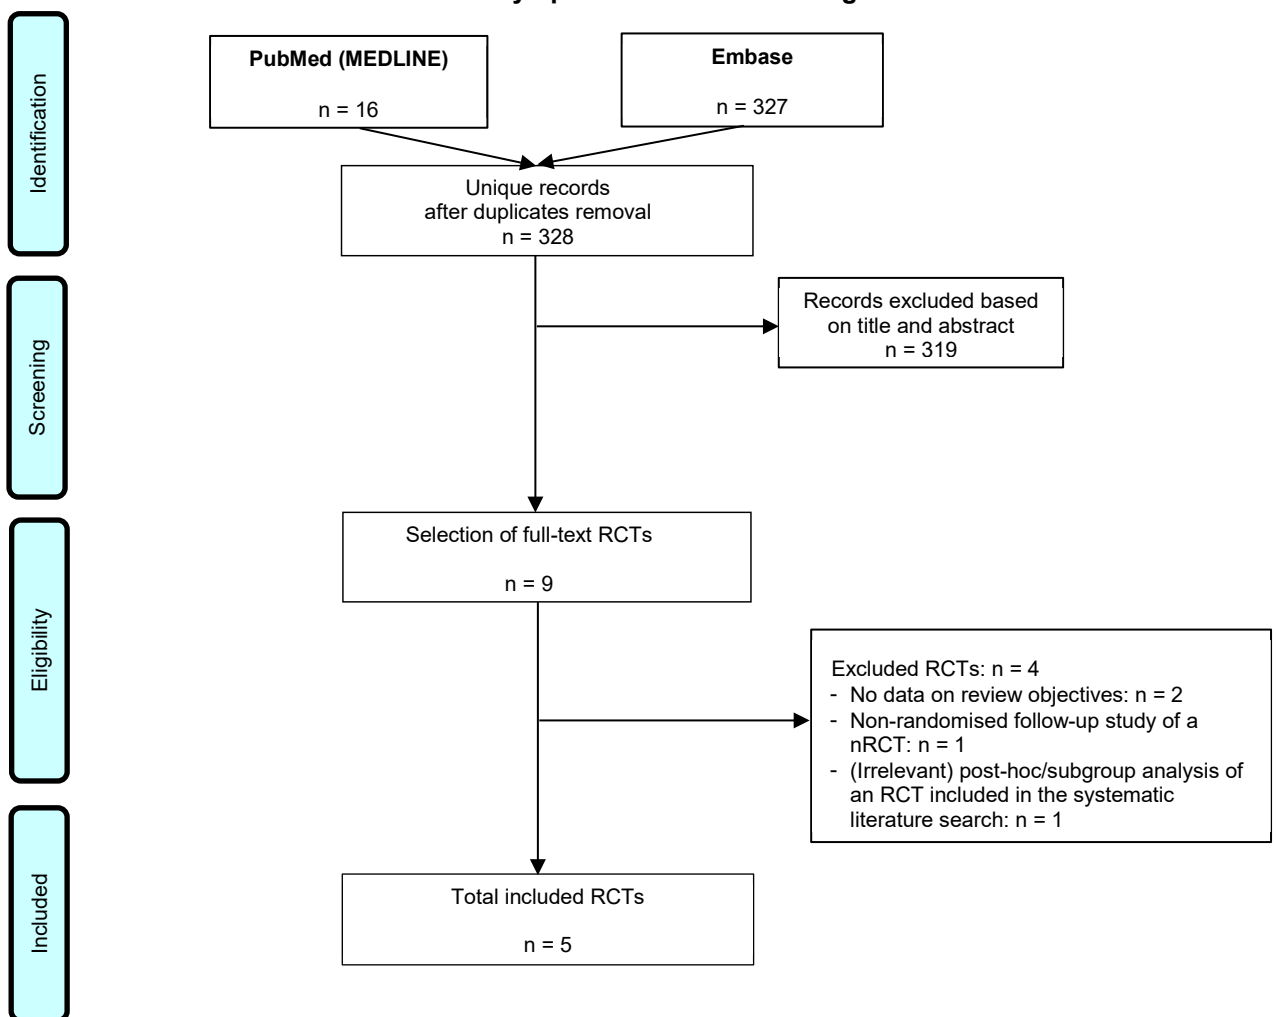 Identification
PubMed (MEDLINE)
n = 16
Embase
n = 327
Unique records
after duplicates removal
n = 328
Screening
Records excluded based
on title and abstract
n = 319
Eligibility
Selection of full-text RCTs
n = 9
Excluded RCTs: n = 4
- No data on review objectives: n = 2
- Non-randomised follow-up study of a
nRCT: n = 1
- (Irrelevant) post-hoc/subgroup analysis of
an RCT included in the systematic
literature search: n = 1
Included
Total included RCTs
n = 5